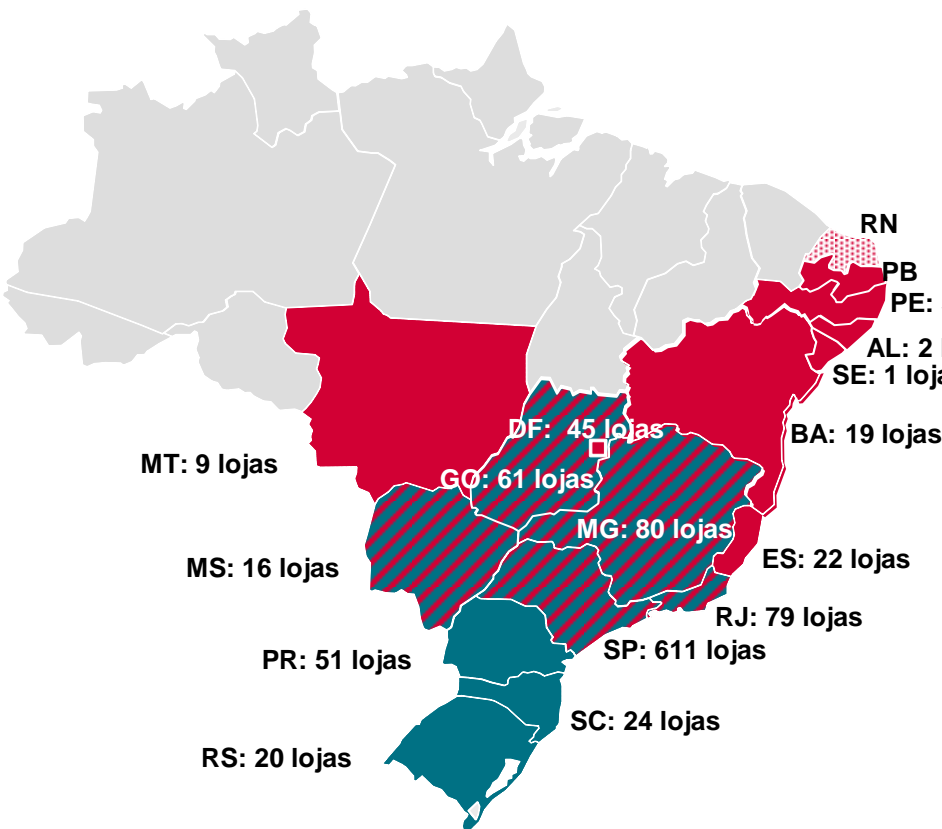 RN
PB
PE:
AL: 2
SE: 1
DF: 45 lojas
BA: 19 lojas
MT: 9 lojas
GO: 61 lojas
MG: 80 lojas
ES: 22 lojas
MS: 16 lojas
RJ: 79 lojas
SP: 611 lojas
PR: 51 lojas
SC: 24 lojas
RS: 20 lojas